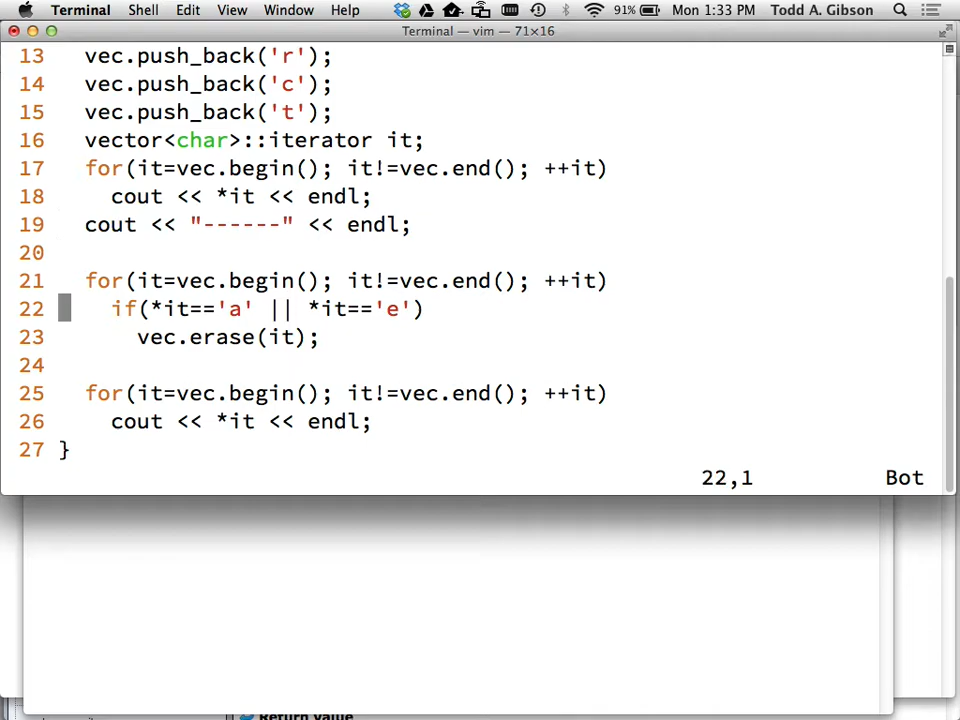 Terminal Shell Edit View Window Help 91% Mon 1:33 PM Todd A. Gibson
Terminal — vim — 71×16
13   vec.push_back('r');
14   vec.push_back('c');
15   vec.push_back('t');
16   vector<char>::iterator it;
17   for(it=vec.begin(); it!=vec.end(); ++it)
18     cout << *it << endl;
19   cout << "------" << endl;
20
21   for(it=vec.begin(); it!=vec.end(); ++it)
22     if(*it=='a' || *it=='e')
23       vec.erase(it);
24
25   for(it=vec.begin(); it!=vec.end(); ++it)
26     cout << *it << endl;
27 }
22,1 Bot
Return Value